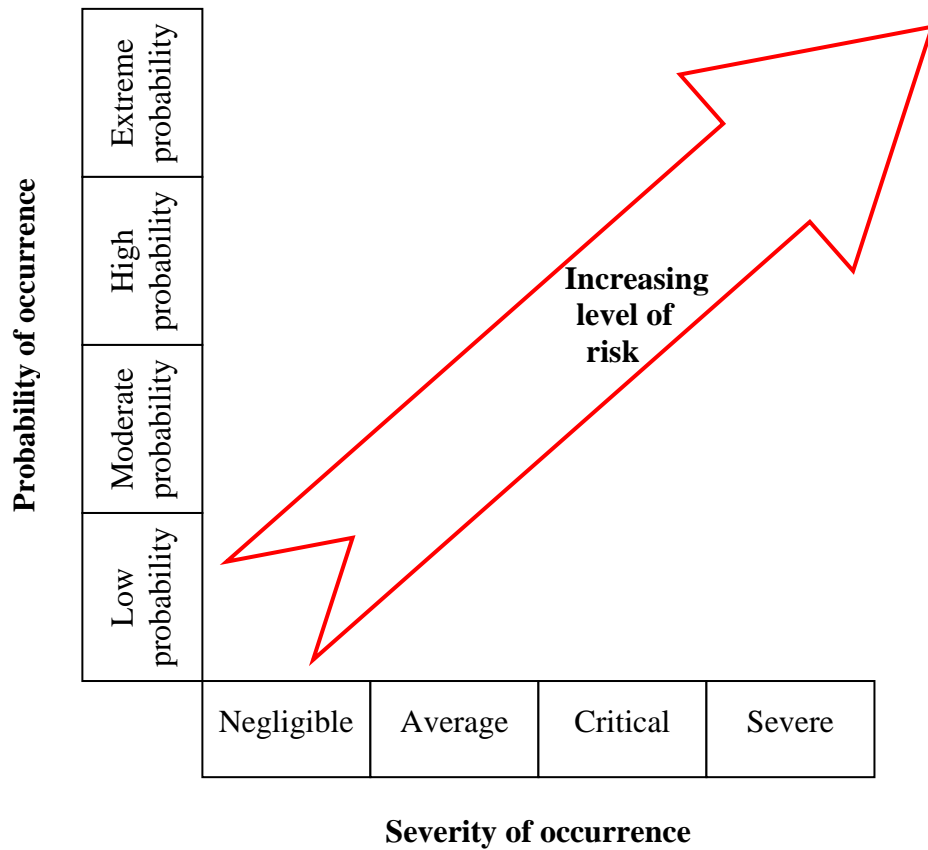 Probability of occurrence
Extreme
probability
High
probability
Moderate
probability
Low
probability
Increasing
level of
risk
Negligible
Average
Critical
Severe
Severity of occurrence